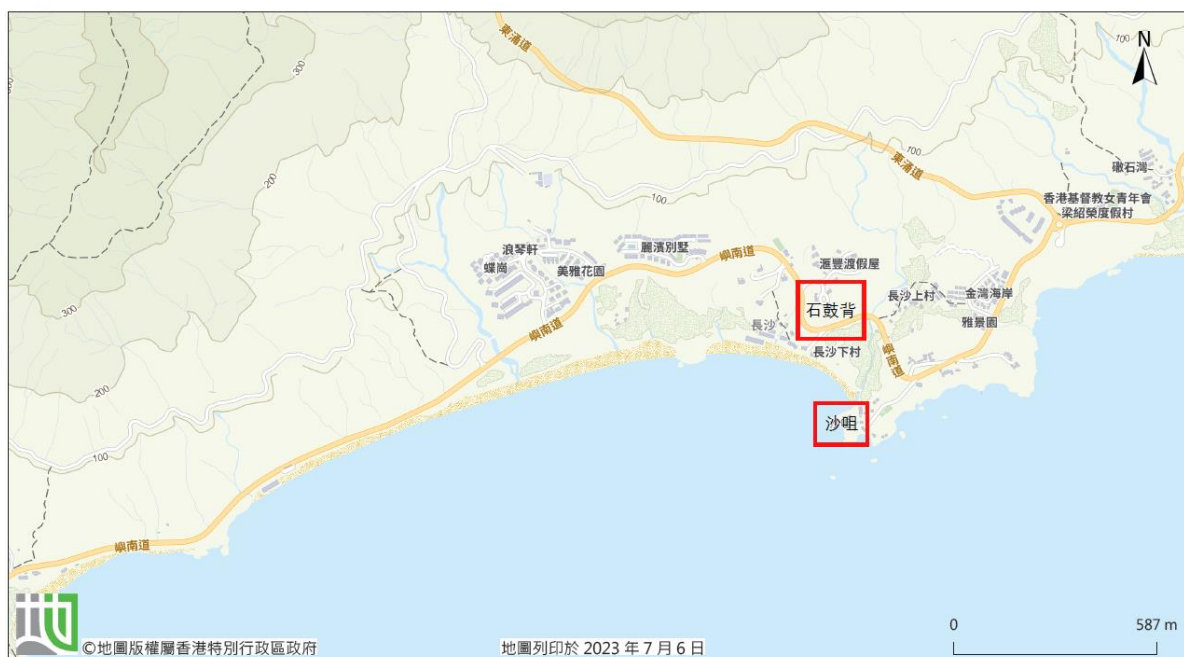 東涌道
100
N
300
200
100
100
東涌道
磡石灣
香港基督教女青年會
梁紹榮度假村
浪琴軒
蝶崗
美雅花園
麗濱別墅
嶼南道
滙豐渡假屋
石鼓背
長沙上村
金灣海岸
雅景園
長沙
長沙下村
嶼南道
嶼南道
300
200
沙咀
100
嶼南道
0
587 m
©地圖版權屬香港特別行政區政府
地圖列印於 2023 年 7 月 6 日